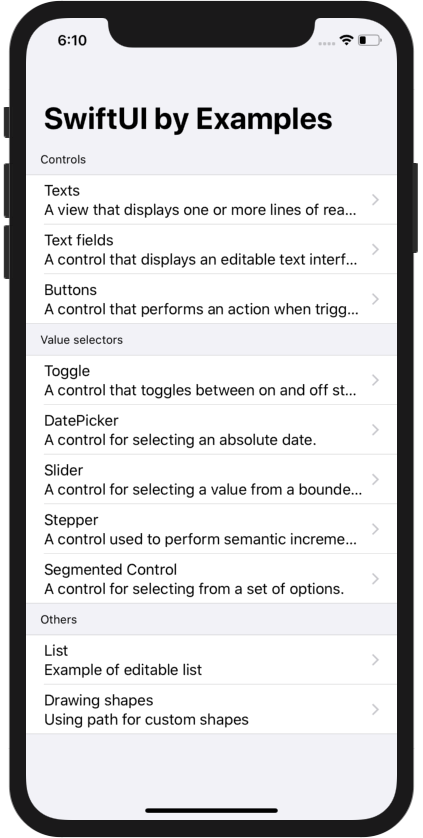 6:10
SwiftUI by Examples
Controls
Texts
A view that displays one or more lines of rea...
Text fields
A control that displays an editable text interf...
Buttons
A control that performs an action when trigg...
Value selectors
Toggle
A control that toggles between on and off st...
DatePicker
A control for selecting an absolute date.
Slider
A control for selecting a value from a bounde...
Stepper
A control used to perform semantic increme...
Segmented Control
A control for selecting from a set of options.
Others
List
Example of editable list
Drawing shapes
Using path for custom shapes